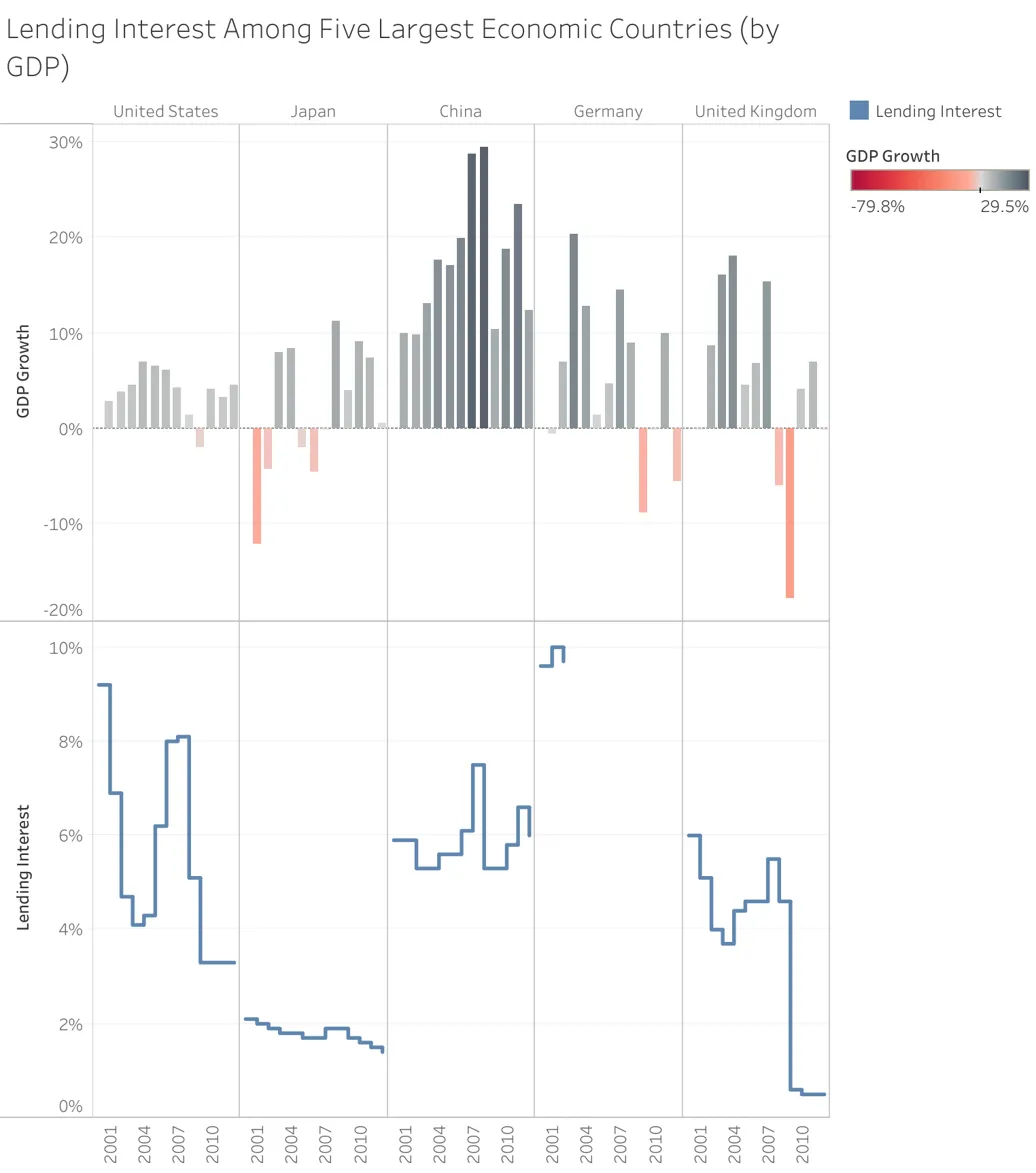 Lending Interest Among Five Largest Economic Countries (by
GDP)
United States Japan China Germany United Kingdom
Lending Interest
GDP Growth
-79.8% 29.5%
GDP Growth
30%
20%
10%
0%
-10%
-20%
Lending Interest
10%
8%
6%
4%
2%
0%
2001 2004 2007 2010 2001 2004 2007 2010 2001 2004 2007 2010 2001 2004 2007 2010 2001 2004 2007 2010